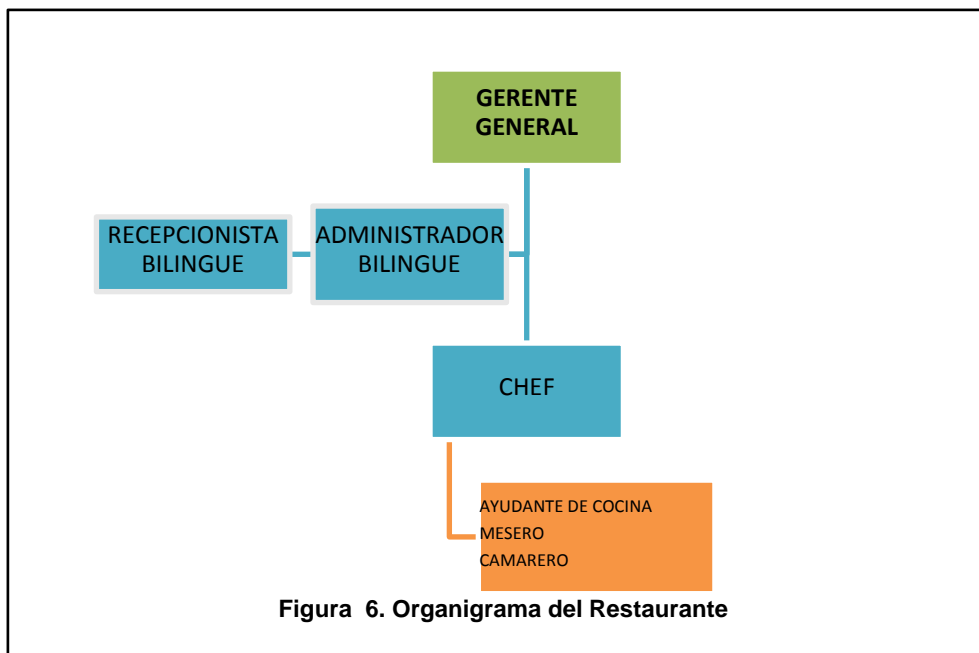 GERENTE
GENERAL
RECEPCIONISTA
BILINGUE
ADMINISTRADOR
BILINGUE
CHEF
AYUDANTE DE COCINA
MESERO
CAMARERO
Figura 6. Organigrama del Restaurante